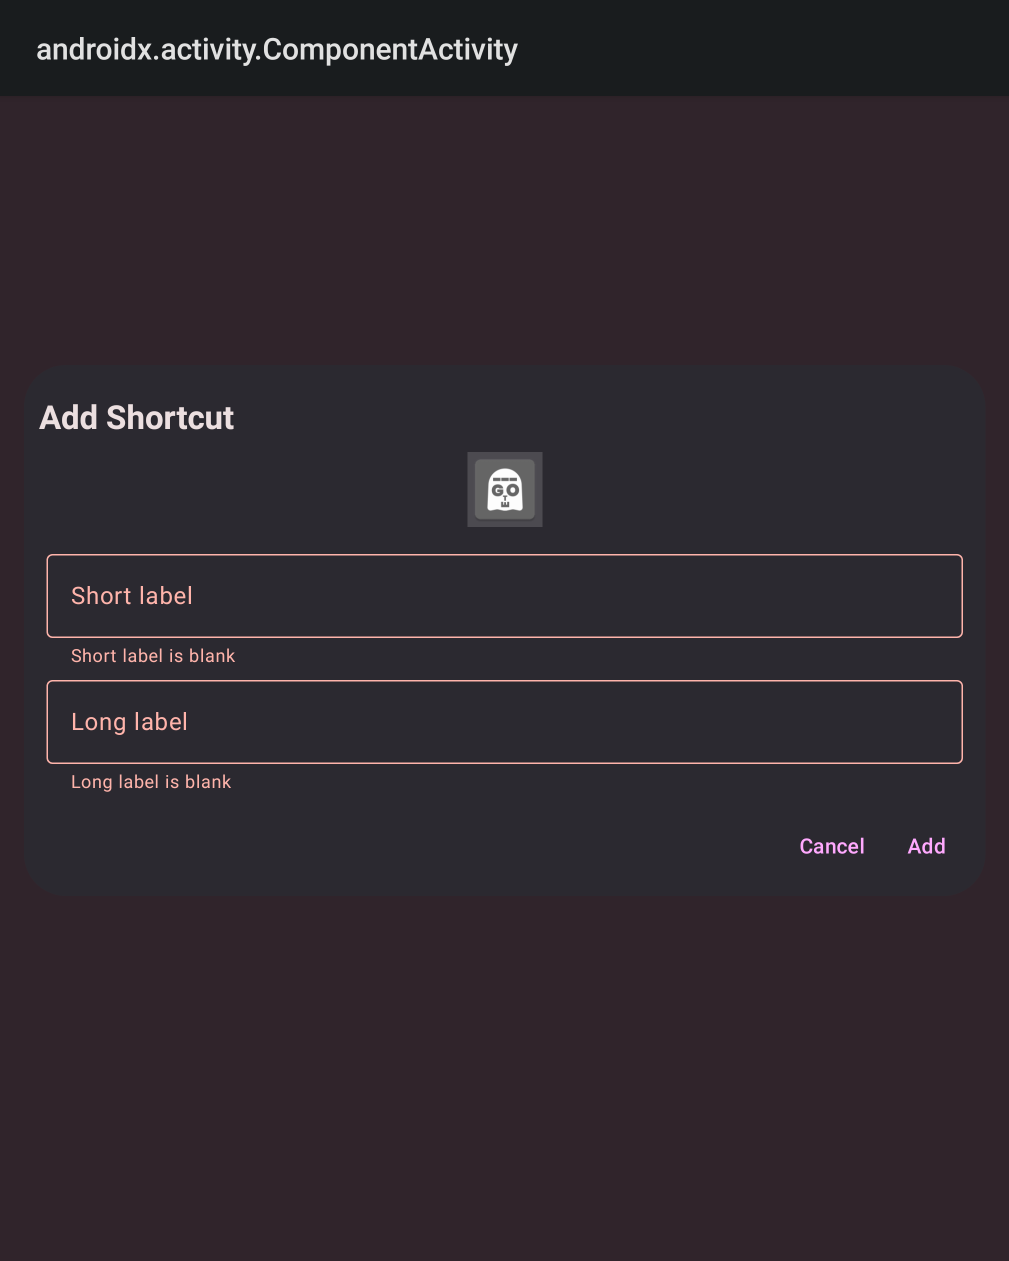 androidx.activity.ComponentActivity
Add Shortcut
Short label
Short label is blank
Long label
Long label is blank
Cancel
Add